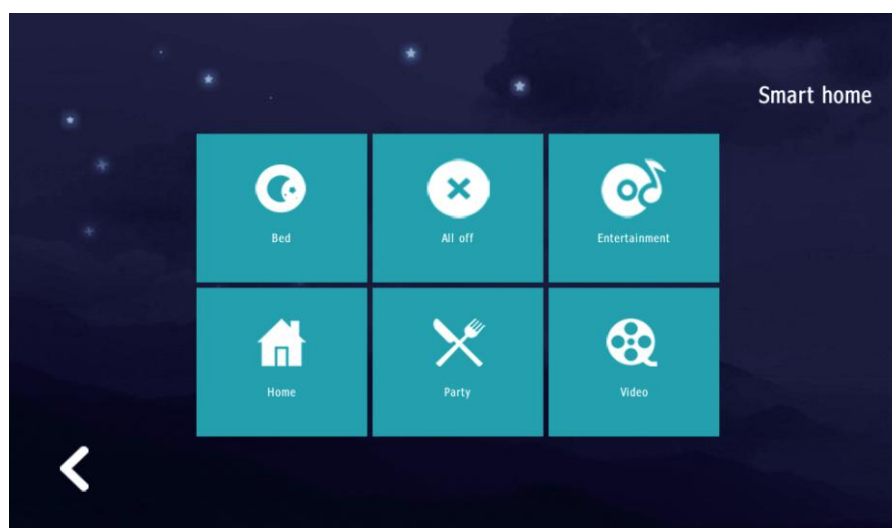 Smart home
Bed
All off
Entertainment
Home
Party
Video